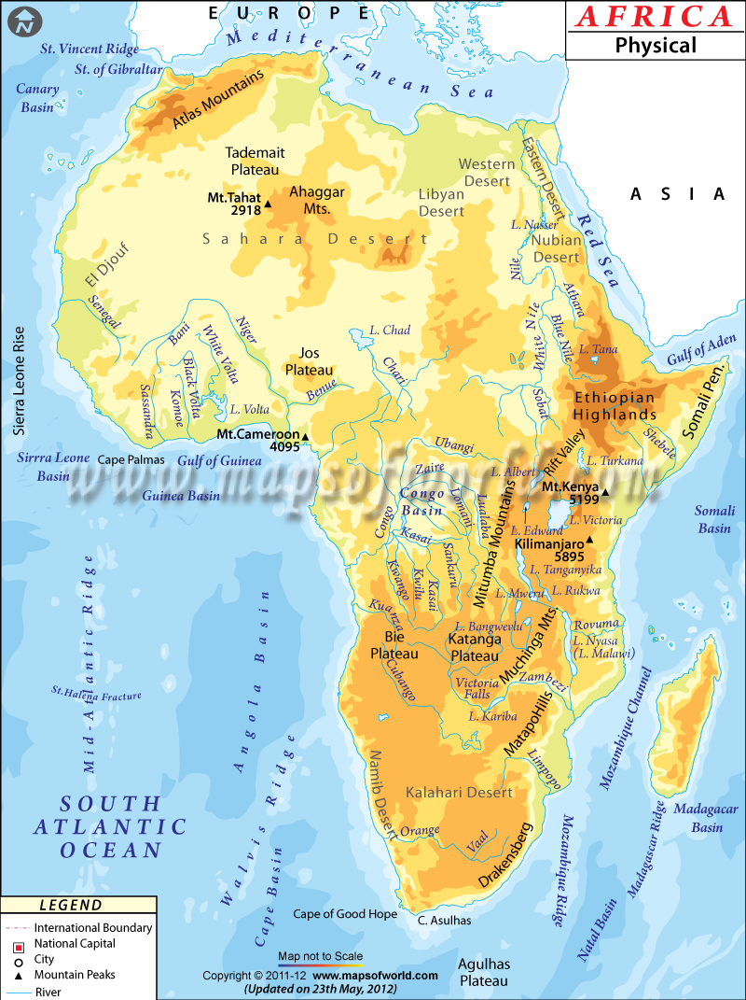 N
EUROPE
AFRICA
Physical
St. Vincent Ridge
St. of Gibraltar
Mediterranean Sea
Canary
Basin
Atlas Mountains
Tademait
Plateau
Mt.Tahat
2918
Ahaggar
Mts.
Western
Desert
Eastern Desert
Libyan
Desert
ASIA
Sahara Desert
L. Nasser
Nubian
Desert
Red Sea
El Djouf
Nile
Atbara
Senegal
Bani
Niger
White Volta
L. Chad
White Nile
Blue Nile
L. Tana
Gulf of Aden
Sierra Leone Rise
Jos
Plateau
Chari
Benue
Black Volta
Komoe
Sassandra
L. Volta
Sobat
Ethiopian
Highlands
Somali Pen.
Shebele
Mt.Cameroon
4095
Rift Valley
Ubangi
Sirrra Leone
Basin
Cape Palmas
Gulf of Guinea
Guinea Basin
www.mapsofworld.com
Zaire
L. Albert
L. Turkana
Mt.Kenya
5199
Congo
Basin
Congo
Lomani
Lualaba
Mitumba Mountains
L. Victoria
L. Edward
Kilimanjaro
5895
Somali
Basin
Kasai
Sankuru
Kwango
Kwilu
Kasai
L. Tanganyika
L. Mweru
L. Rukwa
Mid-Atlantic Ridge
St.Halena Fracture
Angola Basin
Kuanza
Bie
Plateau
L. Bangwevlu
Katanga
Plateau
Muchinga Mts.
Rovuma
L. Nyasa
(L. Malawi)
Cubango
Victoria
Falls
Zambezi
L. Kariba
MatapoHills
Mozambique Channel
Limpopo
Namib Desert
Kalahari Desert
Walvis Ridge
SOUTH
ATLANTIC
OCEAN
Orange
Vaal
Drakensberg
Madagacar
Basin
Madagascar Ridge
Mozambique Ridge
Natal Basin
Cape Basin
Cape of Good Hope
C. Asulhas
Agulhas
Plateau
LEGEND
International Boundary
National Capital
City
Mountain Peaks
River
Map not to Scale
Copyright © 2011-12 www.mapsofworld.com
(Updated on 23th May, 2012)